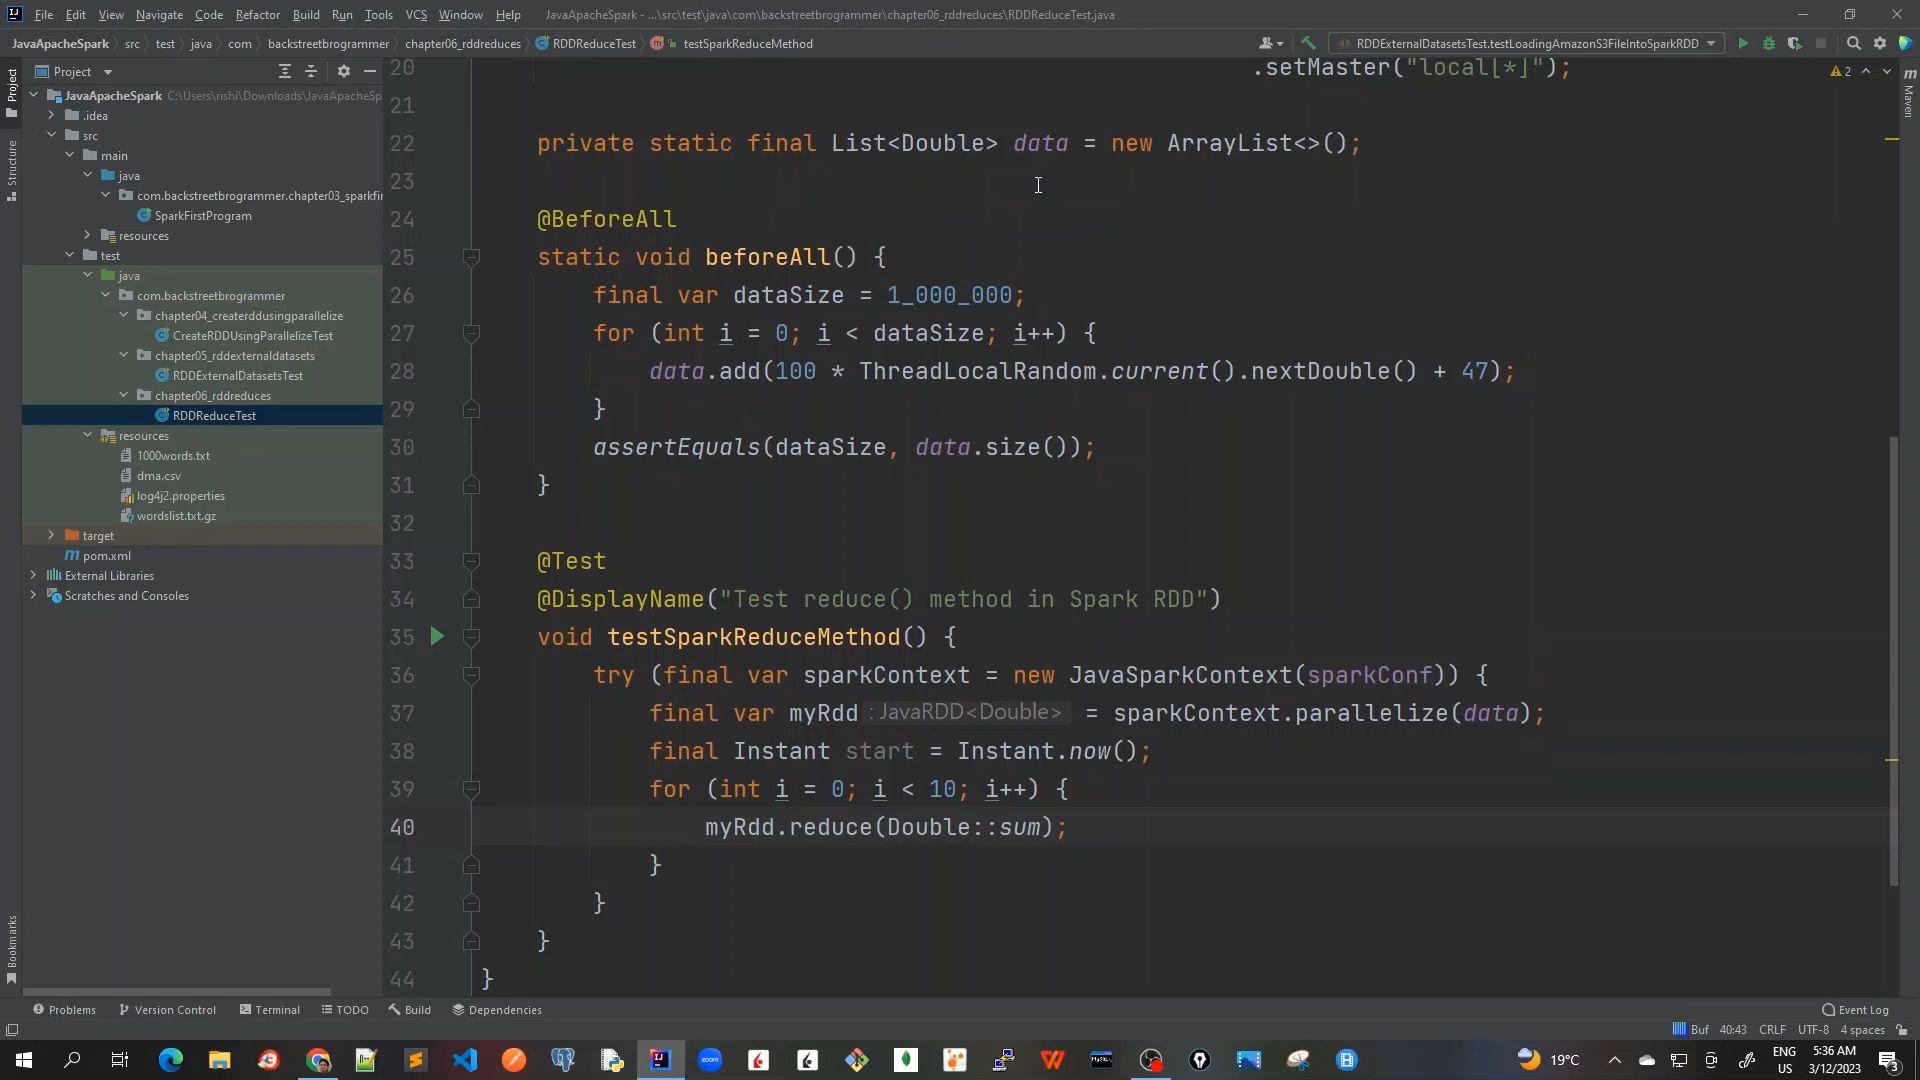 File Edit View Navigate Code Refactor Build Run Tools VCS Window Help JavaApacheSpark - ...\src\test\java\com\backstreetbrogrammer\chapter06_rddreduces\RDDReduceTest.java
JavaApacheSpark src test java com backstreetbrogrammer chapter06_rddreduces RDDReduceTest testSparkReduceMethod RDDExternalDatasetsTest.testLoadingAmazonS3FileIntoSparkRDD
Project
Project
Structure
Bookmarks
Maven
JavaApacheSpark C:\Users\rishi\Downloads\JavaApacheSp
.idea
src
main
java
com.backstreetbrogrammer.chapter03_sparkfir
SparkFirstProgram
resources
test
java
com.backstreetbrogrammer
chapter04_createrddusingparallelize
CreateRDDUsingParallelizeTest
chapter05_rddexternaldatasets
RDDExternalDatasetsTest
chapter06_rddreduces
RDDReduceTest
resources
1000words.txt
dma.csv
log4j2.properties
wordslist.txt.gz
target
pom.xml
External Libraries
Scratches and Consoles
2
20 .setMaster("local[*]");
21
22 private static final List<Double> data = new ArrayList<>();
23
24 @BeforeAll
25 static void beforeAll() {
26 final var dataSize = 1_000_000;
27 for (int i = 0; i < dataSize; i++) {
28 data.add(100 * ThreadLocalRandom.current().nextDouble() + 47);
29 }
30 assertEquals(dataSize, data.size());
31 }
32
33 @Test
34 @DisplayName("Test reduce() method in Spark RDD")
35 void testSparkReduceMethod() {
36 try (final var sparkContext = new JavaSparkContext(sparkConf)) {
37 final var myRdd : JavaRDD<Double> = sparkContext.parallelize(data);
38 final Instant start = Instant.now();
39 for (int i = 0; i < 10; i++) {
40 myRdd.reduce(Double::sum);
41 }
42 }
43 }
44 }
Problems Version Control Terminal TODO Build Dependencies Event Log
Buf 40:43 CRLF UTF-8 4 spaces
zoom 19°C ENG 5:36 AM
US 3/12/2023 3